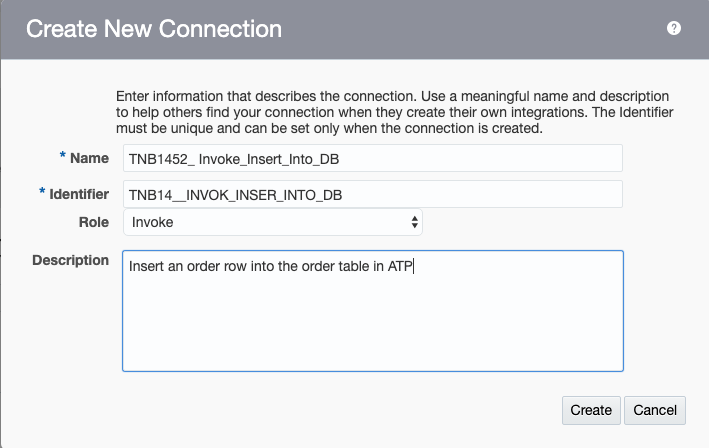 Create New Connection
?
Enter information that describes the connection. Use a meaningful name and description
to help others find your connection when they create their own integrations. The Identifier
must be unique and can be set only when the connection is created.
* Name TNB1452_ Invoke_Insert_Into_DB
* Identifier TNB14__INVOK_INSER_INTO_DB
Role Invoke
Description Insert an order row into the order table in ATP
Create Cancel